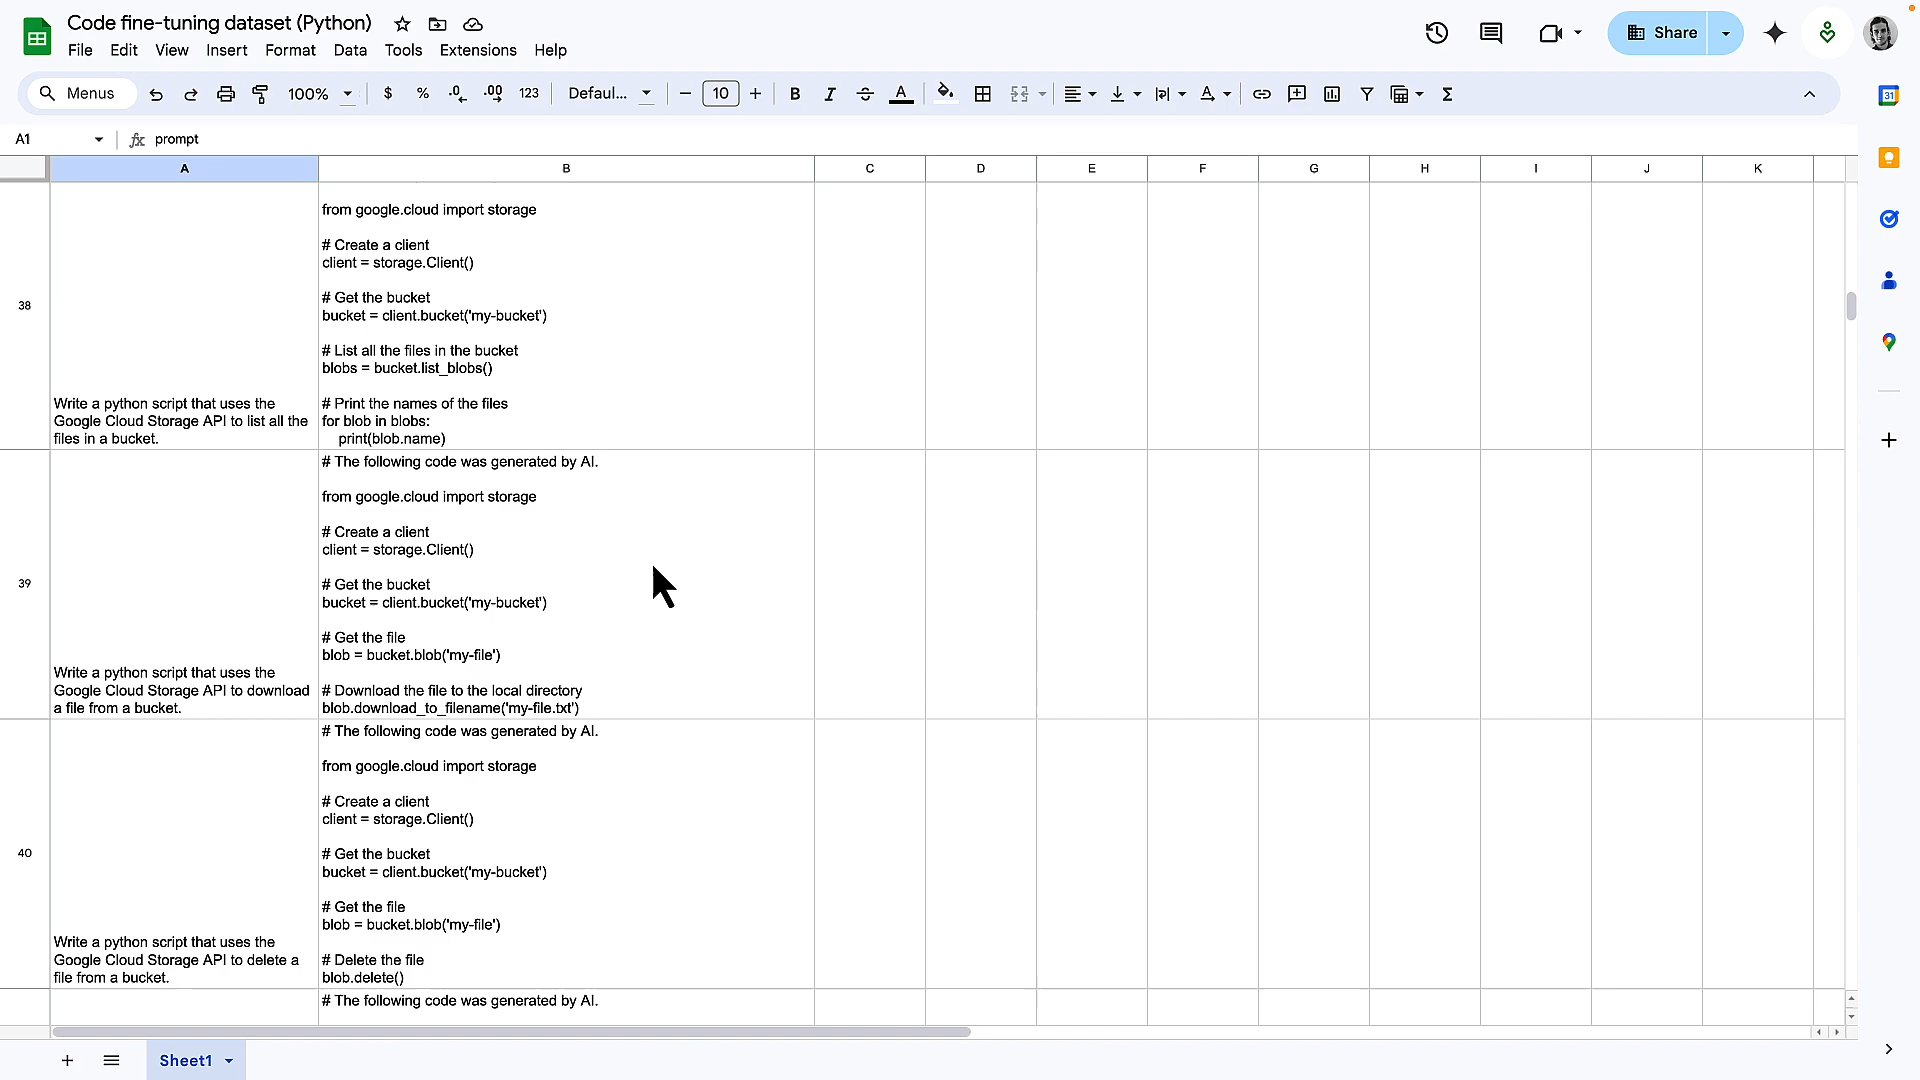 Code fine-tuning dataset (Python)
File Edit View Insert Format Data Tools Extensions Help
Share
Menus
100%
$ % .0 .00 123
Defaul...
10
B I
A
A1
prompt
A B C D E F G H I J K
38
Write a python script that uses the
Google Cloud Storage API to list all the
files in a bucket.
from google.cloud import storage
# Create a client
client = storage.Client()
# Get the bucket
bucket = client.bucket('my-bucket')
# List all the files in the bucket
blobs = bucket.list_blobs()
# Print the names of the files
for blob in blobs:
    print(blob.name)
39
Write a python script that uses the
Google Cloud Storage API to download
a file from a bucket.
# The following code was generated by AI.
from google.cloud import storage
# Create a client
client = storage.Client()
# Get the bucket
bucket = client.bucket('my-bucket')
# Get the file
blob = bucket.blob('my-file')
# Download the file to the local directory
blob.download_to_filename('my-file.txt')
40
Write a python script that uses the
Google Cloud Storage API to delete a
file from a bucket.
# The following code was generated by AI.
from google.cloud import storage
# Create a client
client = storage.Client()
# Get the bucket
bucket = client.bucket('my-bucket')
# Get the file
blob = bucket.blob('my-file')
# Delete the file
blob.delete()
# The following code was generated by AI.
Sheet1
31